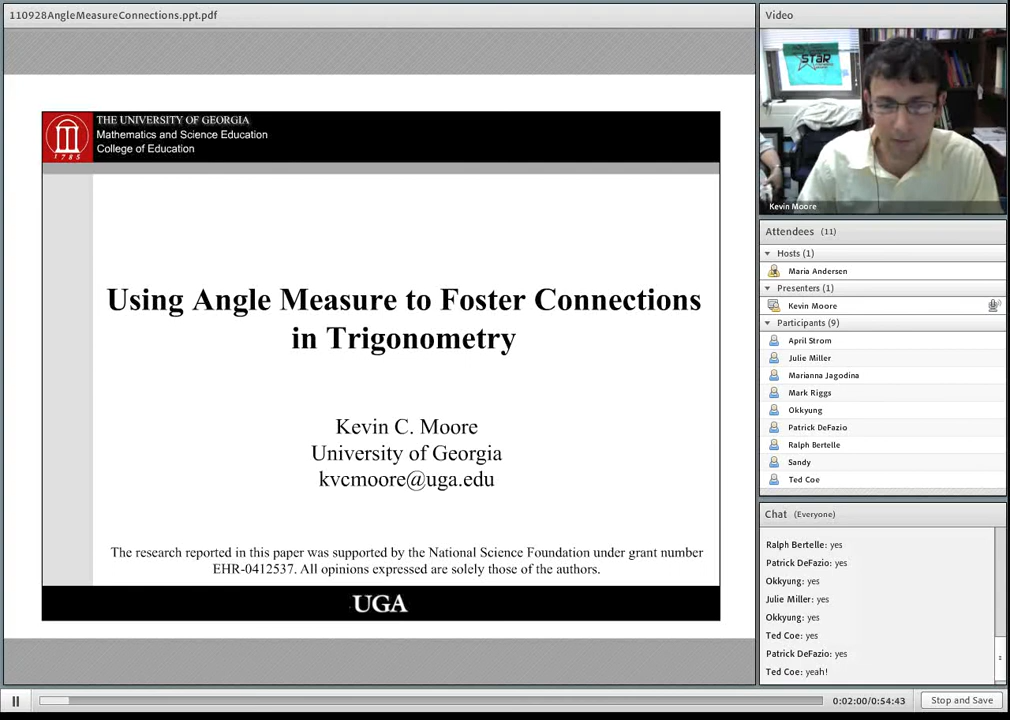 110928AngleMeasureConnections.ppt.pdf
THE UNIVERSITY OF GEORGIA
Mathematics and Science Education
College of Education
1785
Using Angle Measure to Foster Connections
in Trigonometry
Kevin C. Moore
University of Georgia
kvcmoore@uga.edu
The research reported in this paper was supported by the National Science Foundation under grant number
EHR-0412537. All opinions expressed are solely those of the authors.
UGA
Video
STaR
Kevin Moore
Attendees (11)
Hosts (1)
Maria Andersen
Presenters (1)
Kevin Moore
Participants (9)
April Strom
Julie Miller
Marianna Jagodina
Mark Riggs
Okkyung
Patrick DeFazio
Ralph Bertelle
Sandy
Ted Coe
Chat (Everyone)
Ralph Bertelle: yes
Patrick DeFazio: yes
Okkyung: yes
Julie Miller: yes
Okkyung: yes
Ted Coe: yes
Patrick DeFazio: yes
Ted Coe: yeah!
0:02:00/0:54:43
Stop and Save